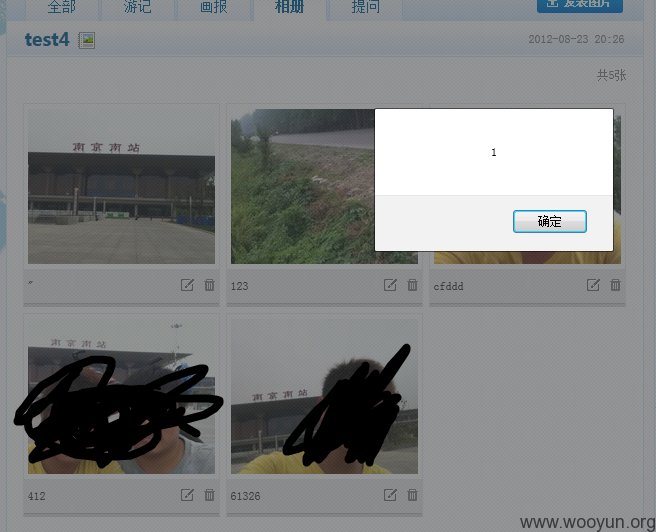 全部 游记 画报 相册 提问 发表图片
test4 2012-08-23 20:26
共5张
南京南站
1
确定
" 123 cfddd
南京南站
南京南站
412 61326
www.wooyun.org